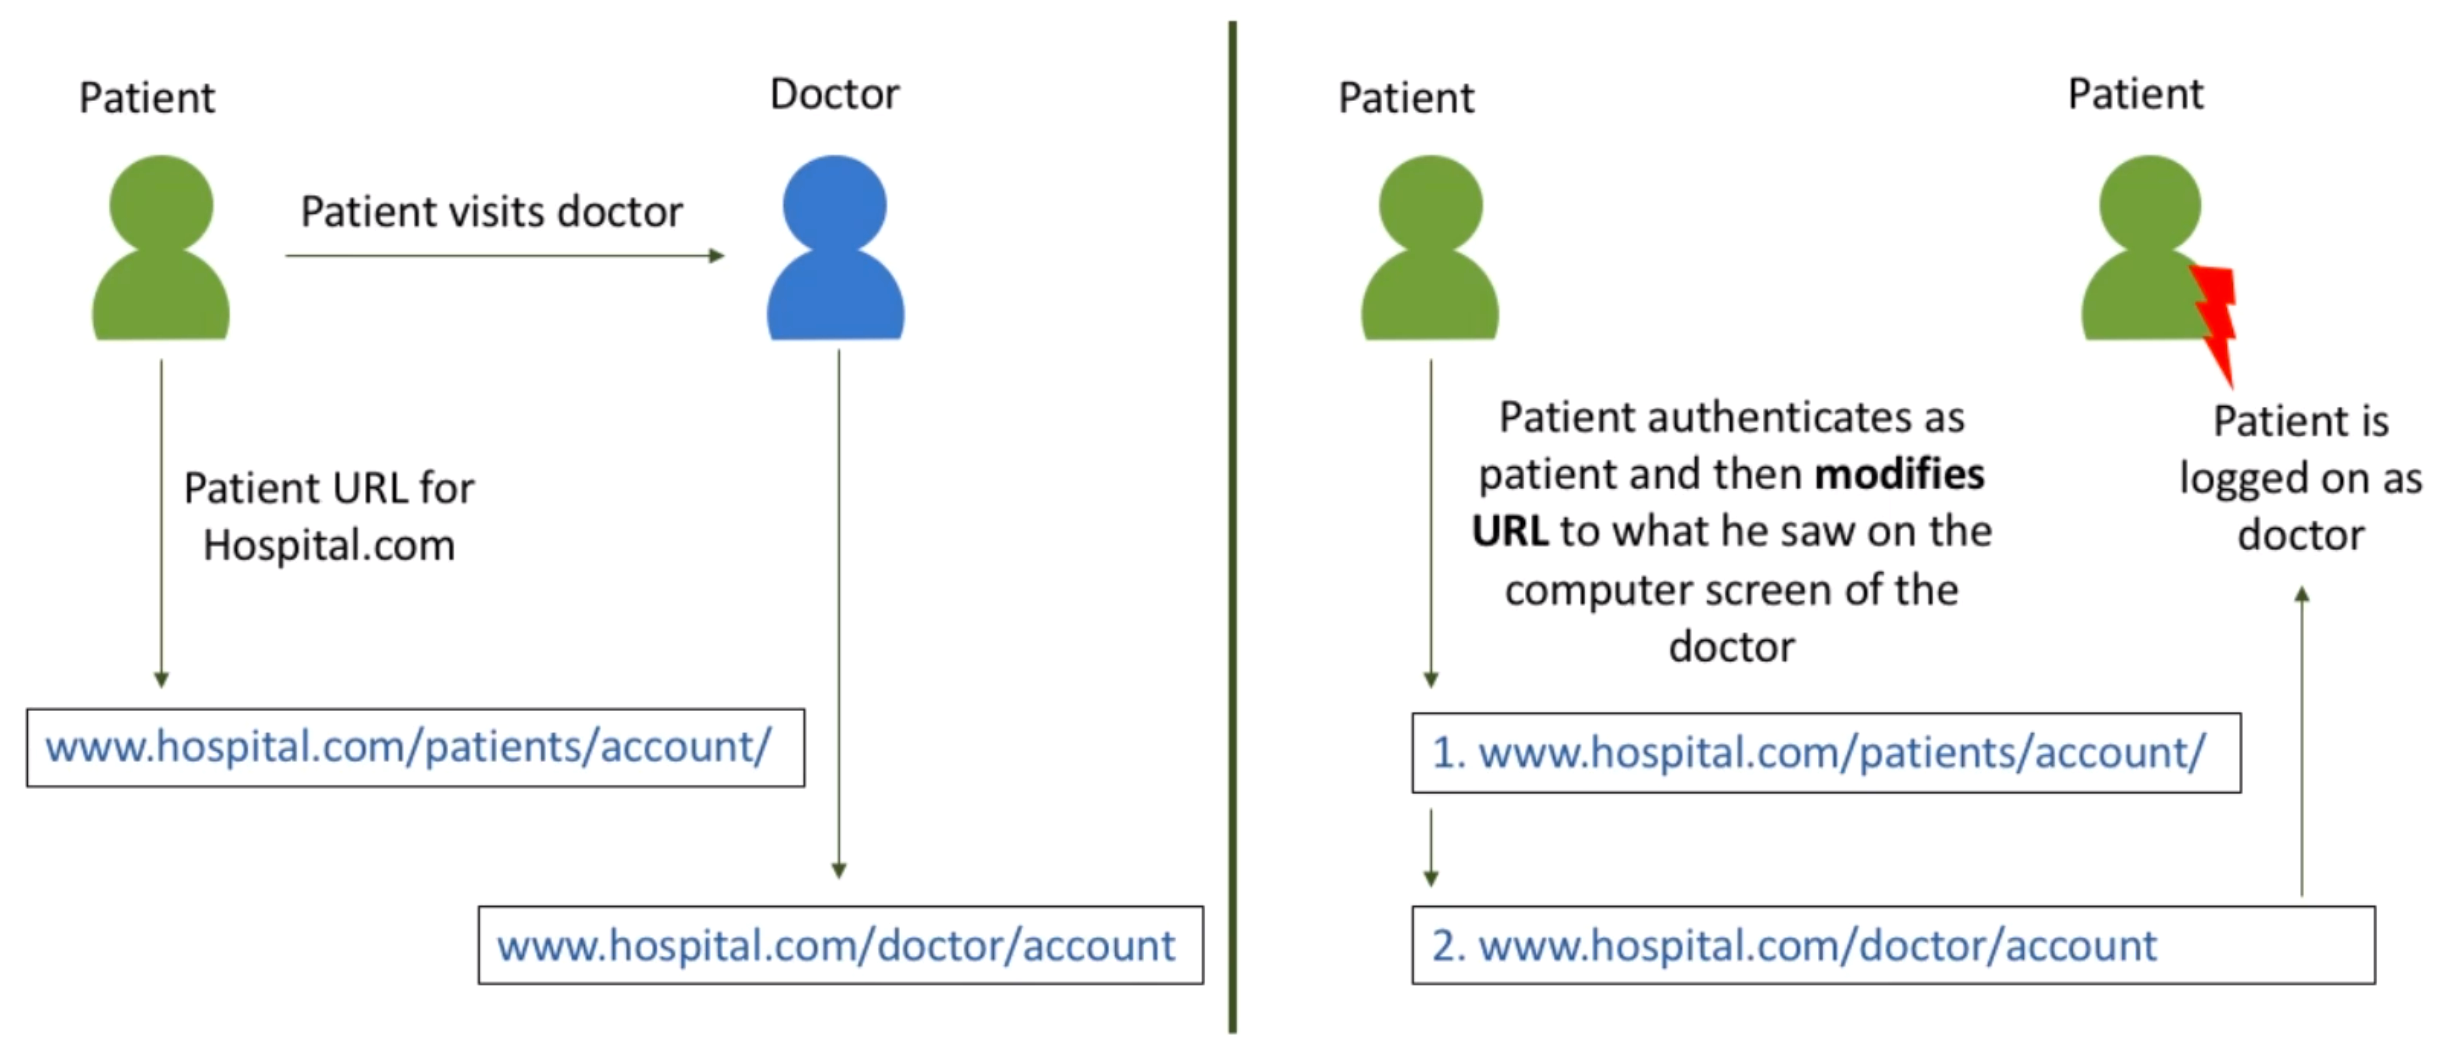 Patient
Doctor
Patient visits doctor
Patient URL for
Hospital.com
www.hospital.com/patients/account/
www.hospital.com/doctor/account
Patient
Patient
Patient authenticates as
patient and then modifies
URL to what he saw on the
computer screen of the
doctor
Patient is
logged on as
doctor
1. www.hospital.com/patients/account/
2. www.hospital.com/doctor/account